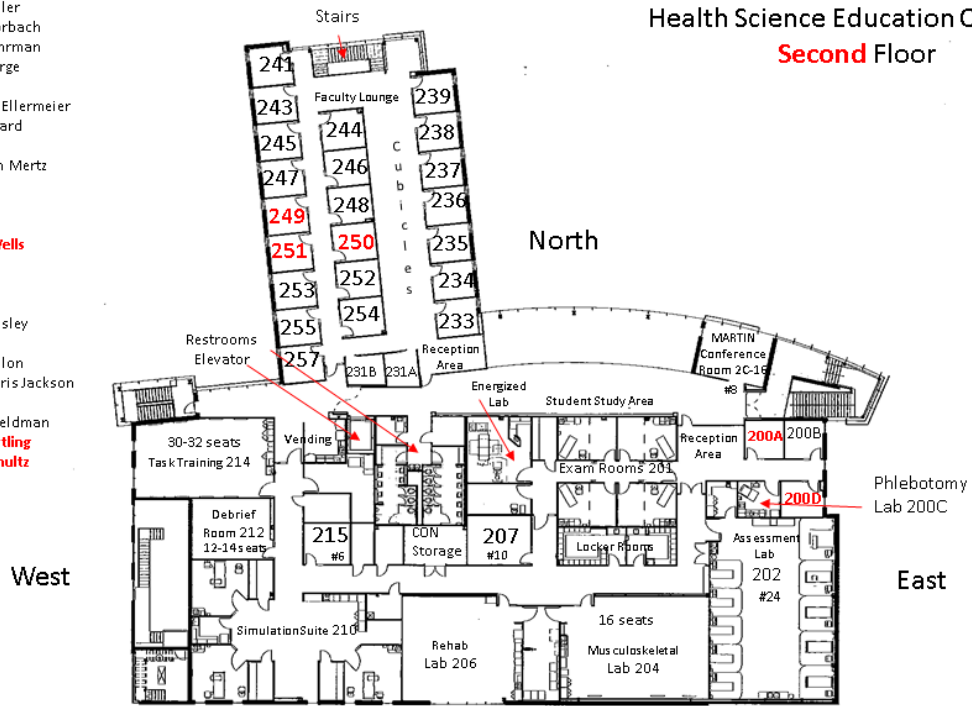 Health Science Education C
Second Floor
ler
rbach
hrman
rge
Ellermeier
ard
n Mertz
Wells
sley
lon
ris Jackson
eldman
tling
hultz
Stairs
Faculty Lounge
241
243
245
247
249
251
253
255
257
244
246
248
250
252
254
Cubicles
239
238
237
236
235
234
233
231B
231A
Reception
Area
North
Restrooms
Elevator
Energized
Lab
Student Study Area
MARTIN
Conference
Room 2C-16
#8
30-32 seats
Task Training 214
Vending
Exam Rooms 201
Reception
Area
200A
200B
200D
Phlebotomy
Lab 200C
Debrief
Room 212
12-14 seats
215
#6
CON
Storage
207
#10
Locker Rooms
Assessment
Lab
202
#24
West
East
Simulation Suite 210
Rehab
Lab 206
16 seats
Musculoskeletal
Lab 204